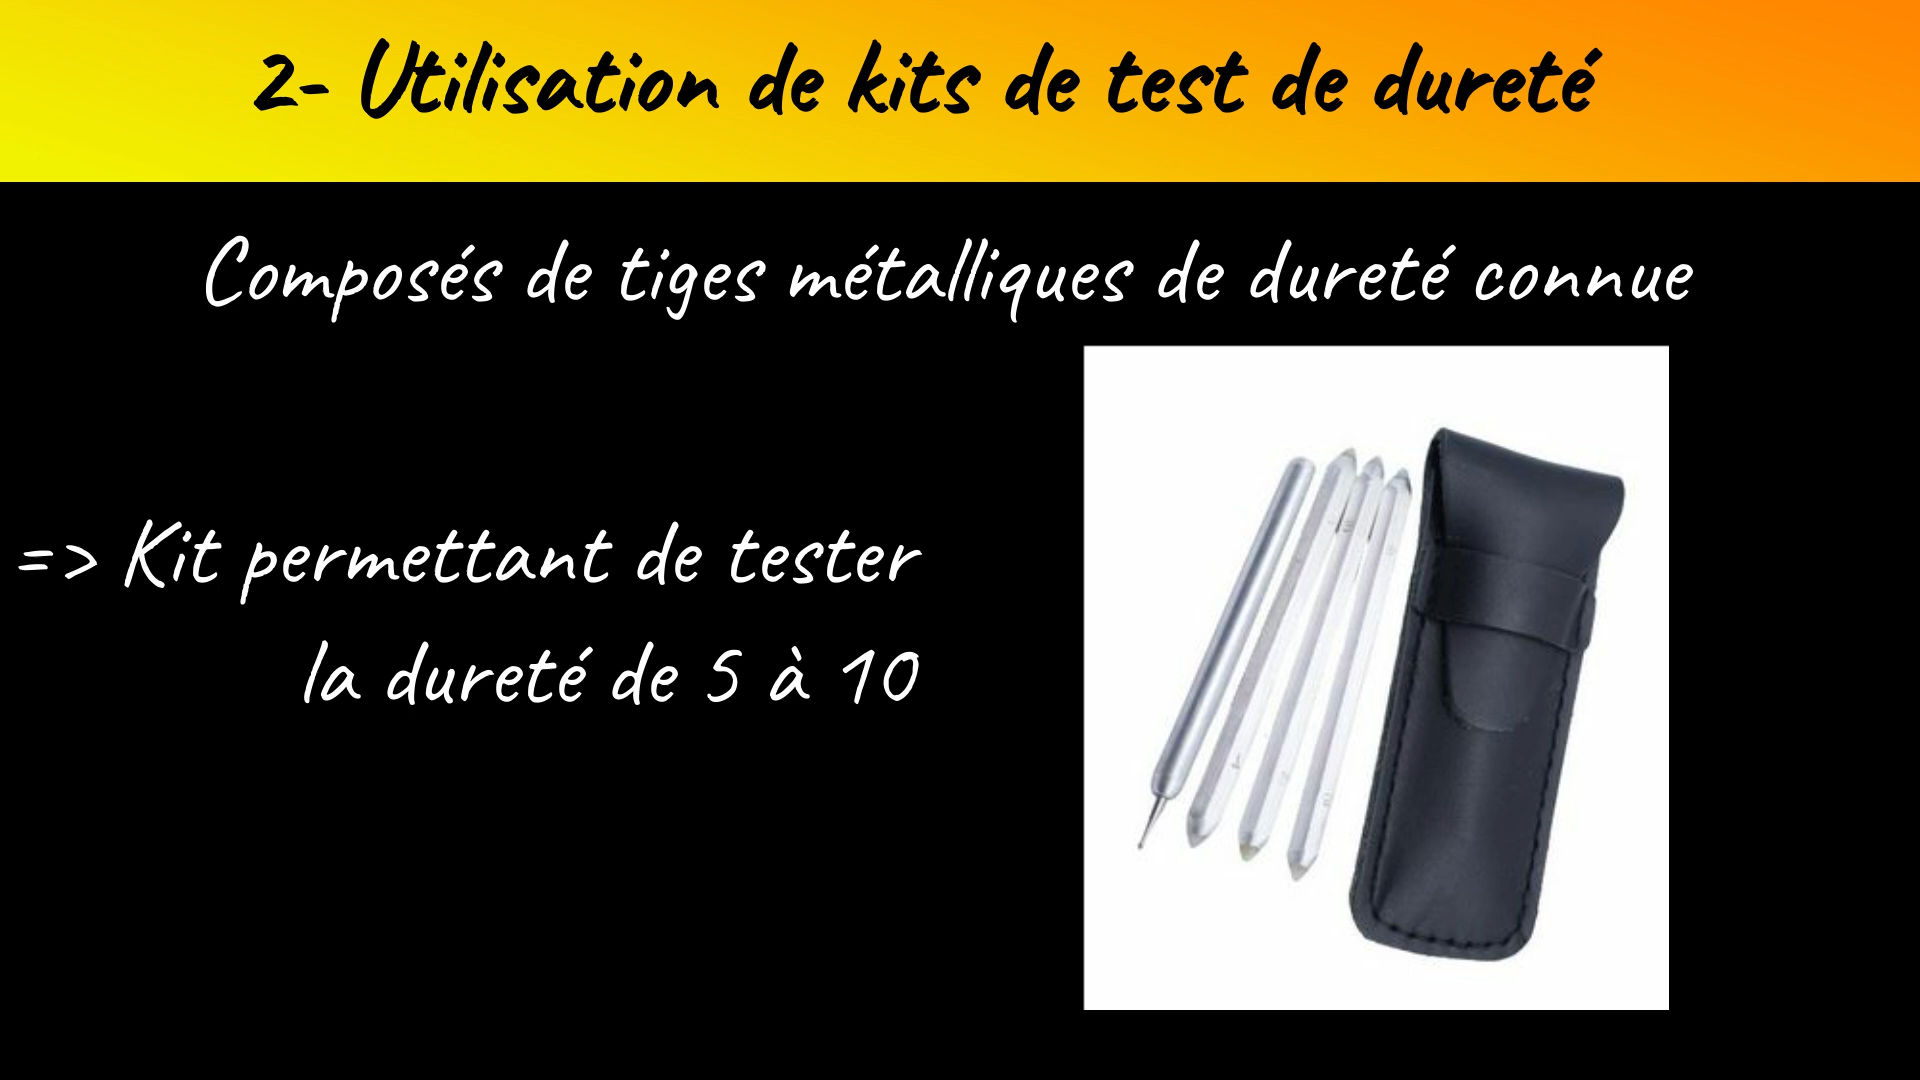 2- Utilisation de kits de test de dureté
Composés de tiges métalliques de dureté connue
=> Kit permettant de tester
la dureté de 5 à 10